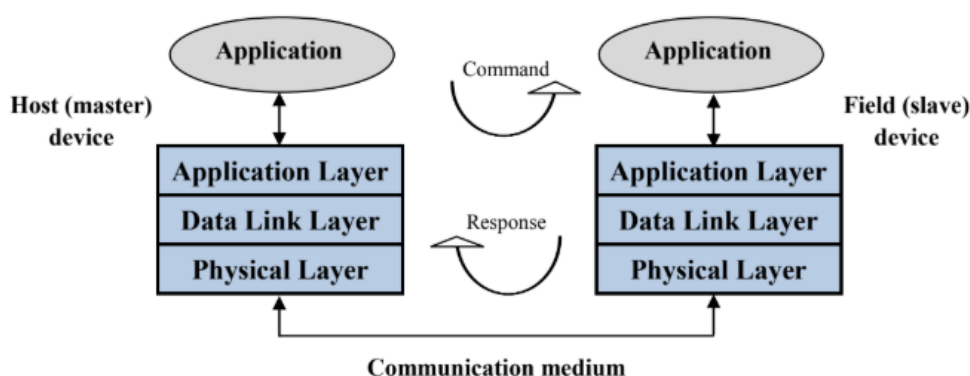 Application
Application
Command
Host (master)
device
Field (slave)
device
Application Layer
Data Link Layer
Physical Layer
Application Layer
Data Link Layer
Physical Layer
Response
Communication medium